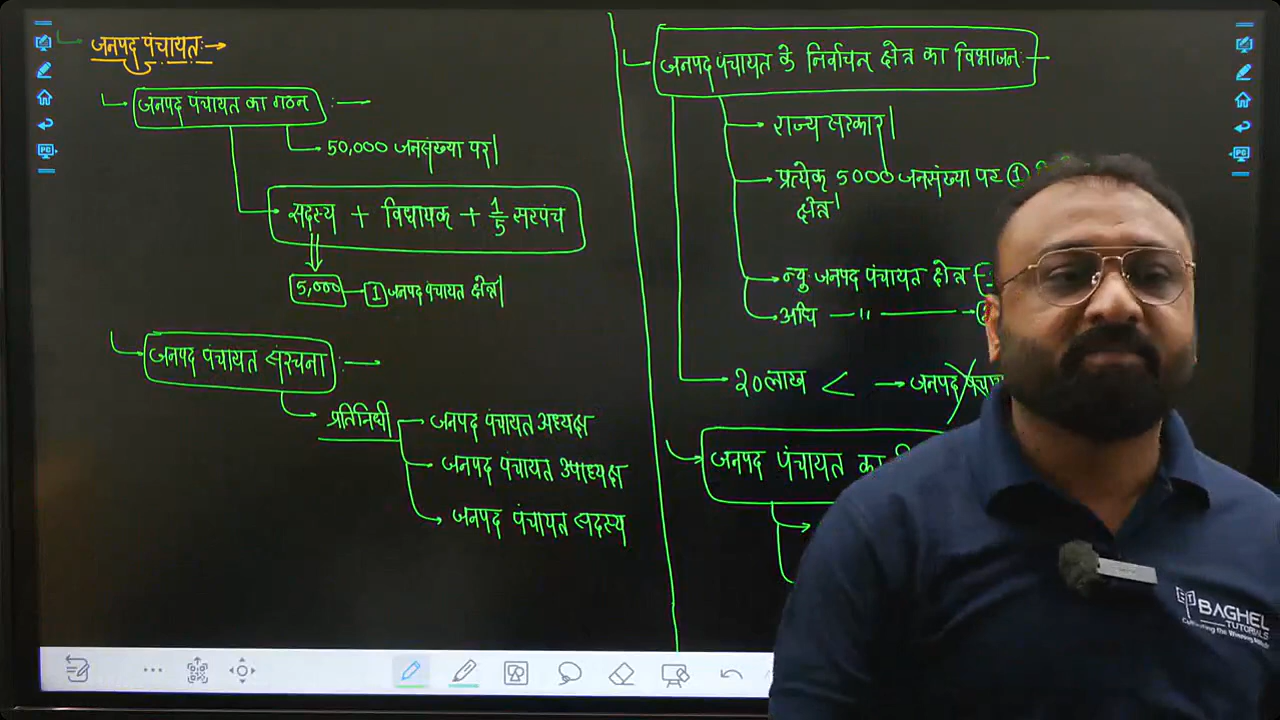 जनपद पंचायत:→
जनपद पंचायत का गठन :—
50,000 जनसंख्या पर|
सदस्य + विधायक + 1/5 सरपंच
5,000 — 1 जनपद पंचायत क्षेत्र|
जनपद पंचायत संरचना :—
प्रतिनिधी
जनपद पंचायत अध्यक्ष
जनपद पंचायत उपाध्यक्ष
जनपद पंचायत सदस्य
जनपद पंचायत के निर्वाचन क्षेत्र का विभाजन:—
राज्य सरकार|
प्रत्येक 5000 जनसंख्या पर 1
क्षेत्र|
न्यु. जनपद पंचायत क्षेत्र
अधि — " —
20 लाख < → जनपद
जनपद पंचायत का
BAGHEL
TUTORIALS